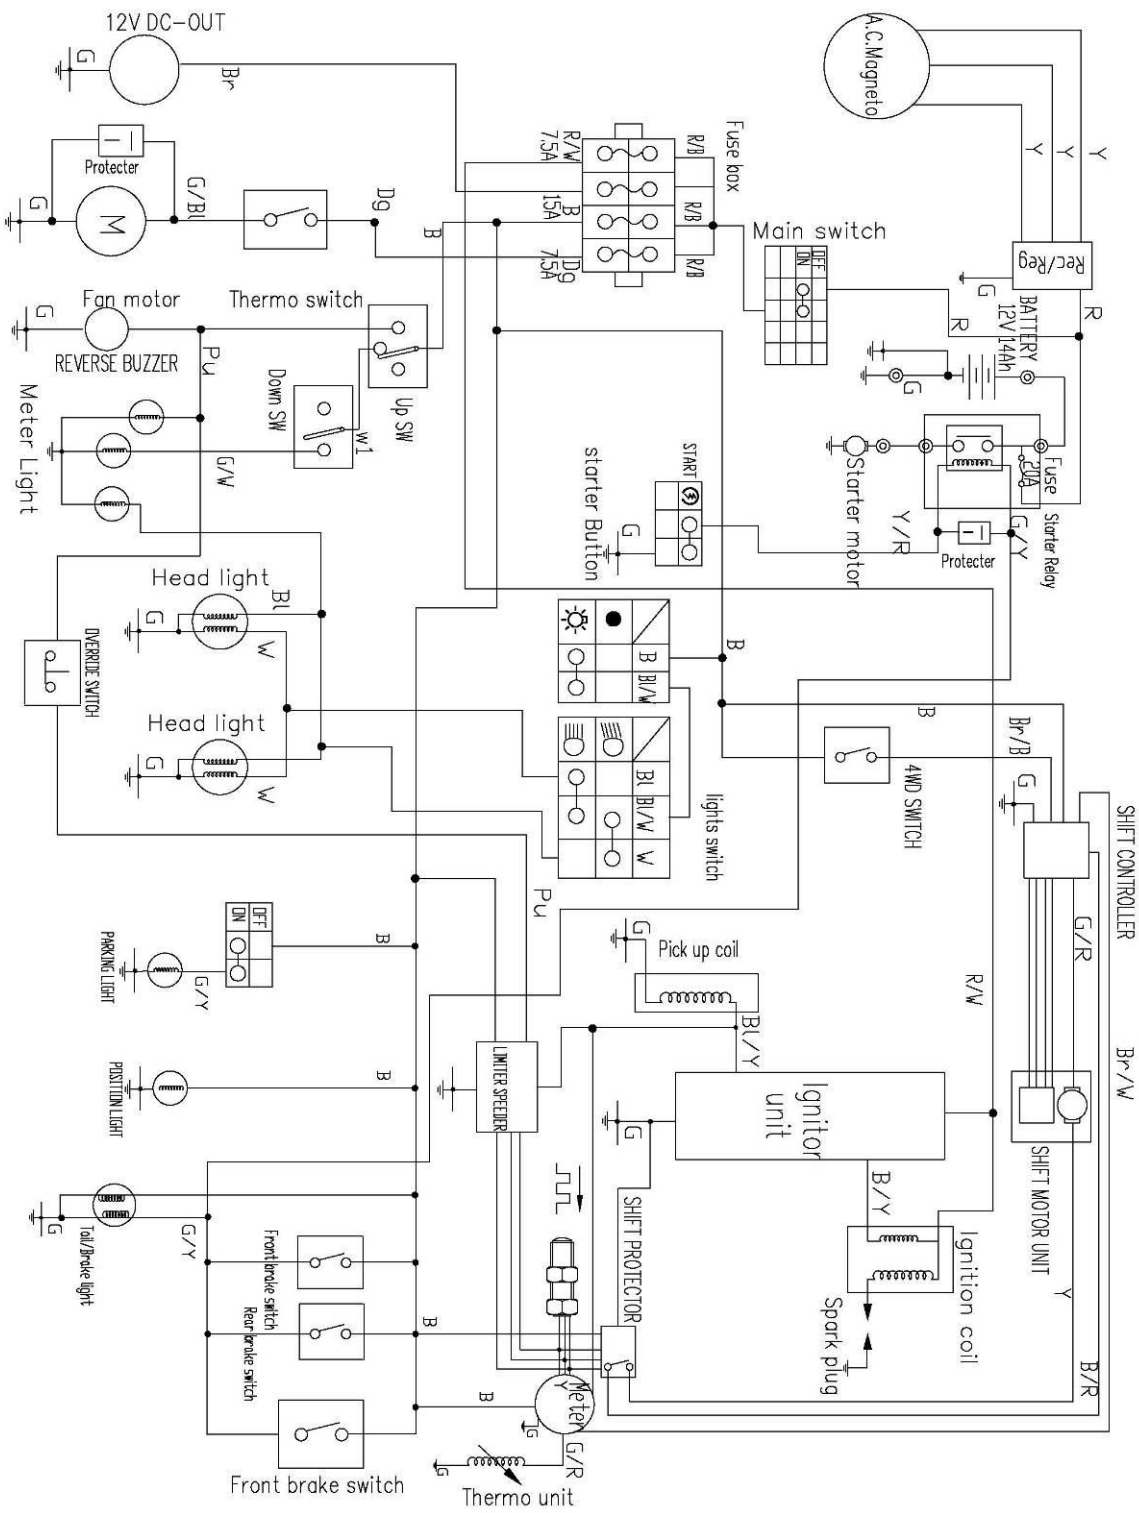 12V DC-OUT
G
Br
A.C.Magneto
Y
Y
Y
Protecter
M
G
G/Bl
Dg
B
R/W
7.5A
15A
B
Dg
7.5A
Fuse box
R/B
R/B
R/B
Main switch
OFF
ON
Rec/Reg
G
R
R
BATTERY
12V 14Ah
G
Fan motor
Thermo switch
G
REVERSE BUZZER
Pu
Up SW
Down SW
W1
Meter Light
G/W
START
starter Button
G
Y/R
Starter motor
Fuse
20A
Starter Relay
G/Y
Protecter
Head light
Bl
G
W
OVERRIDE SWITCH
Head light
G
W
B
Bl/W
B
Bl
Bl/W
W
lights switch
B
Br/B
4WD SWITCH
G
SHIFT CONTROLLER
G/R
Pu
G
Pick up coil
Bl/Y
R/W
Br/W
OFF
ON
B
PARKING LIGHT
G/Y
B
POSITION LIGHT
LIMITER SPEEDER
Ignitor
unit
G
B/Y
SHIFT MOTOR UNIT
SHIFT PROTECTOR
Y
Ignition coil
Spark plug
G
Tail/Brake light
G/Y
Front brake switch
Rear brake switch
B
B/R
B
Y
Meter
G
G/R
Front brake switch
G
Thermo unit